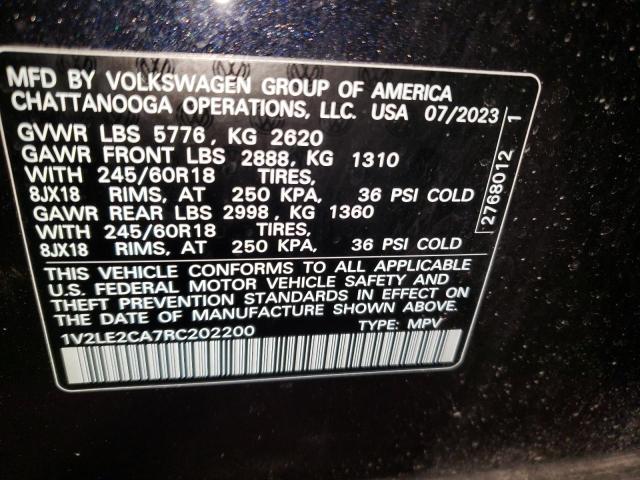 MFD BY VOLKSWAGEN GROUP OF AMERICA
CHATTANOOGA OPERATIONS, LLC. USA 07/2023
GVWR LBS 5776, KG 2620
GAWR FRONT LBS 2888, KG 1310
WITH 245/60R18 TIRES,
8JX18 RIMS, AT 250 KPA, 36 PSI COLD
GAWR REAR LBS 2998, KG 1360
WITH 245/60R18 TIRES,
8JX18 RIMS, AT 250 KPA, 36 PSI COLD
THIS VEHICLE CONFORMS TO ALL APPLICABLE
U.S. FEDERAL MOTOR VEHICLE SAFETY AND
THEFT PREVENTION STANDARDS IN EFFECT ON
THE DATE OF MANUFACTURE SHOWN ABOVE.
1V2LE2CA7RC202200 TYPE: MPV
2768012 1